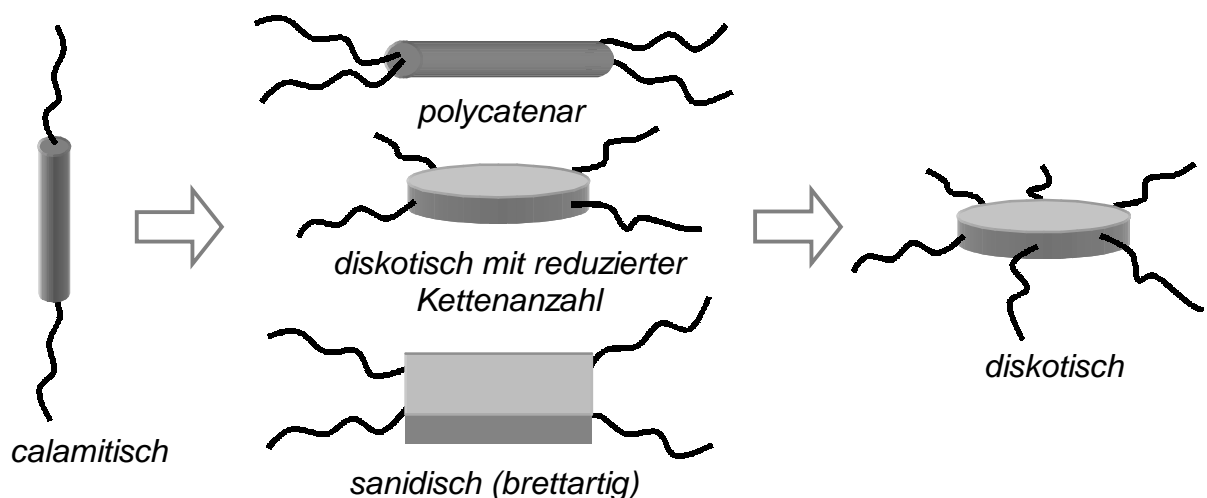 calamitisch
polycatenar
diskotisch mit reduzierter
Kettenanzahl
sanidisch (brettartig)
diskotisch